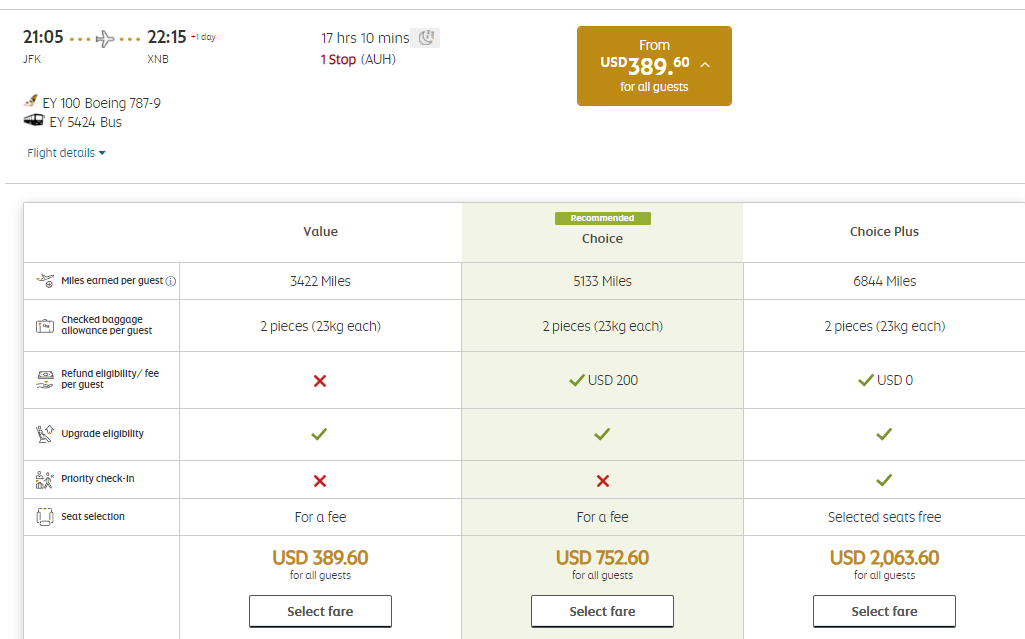 21:05 22:15 +1 day
JFK XNB
17 hrs 10 mins
1 Stop (AUH)
From
USD389.60
for all guests
EY 100 Boeing 787-9
EY 5424 Bus
Flight details
Recommended
Value Choice Choice Plus
Miles earned per guest 3422 Miles 5133 Miles 6844 Miles
Checked baggage
allowance per guest 2 pieces (23kg each) 2 pieces (23kg each) 2 pieces (23kg each)
Refund eligibility/ fee
per guest USD 200 USD 0
Upgrade eligibility
Priority check-in
Seat selection For a fee For a fee Selected seats free
USD 389.60 USD 752.60 USD 2,063.60
for all guests for all guests for all guests
Select fare Select fare Select fare